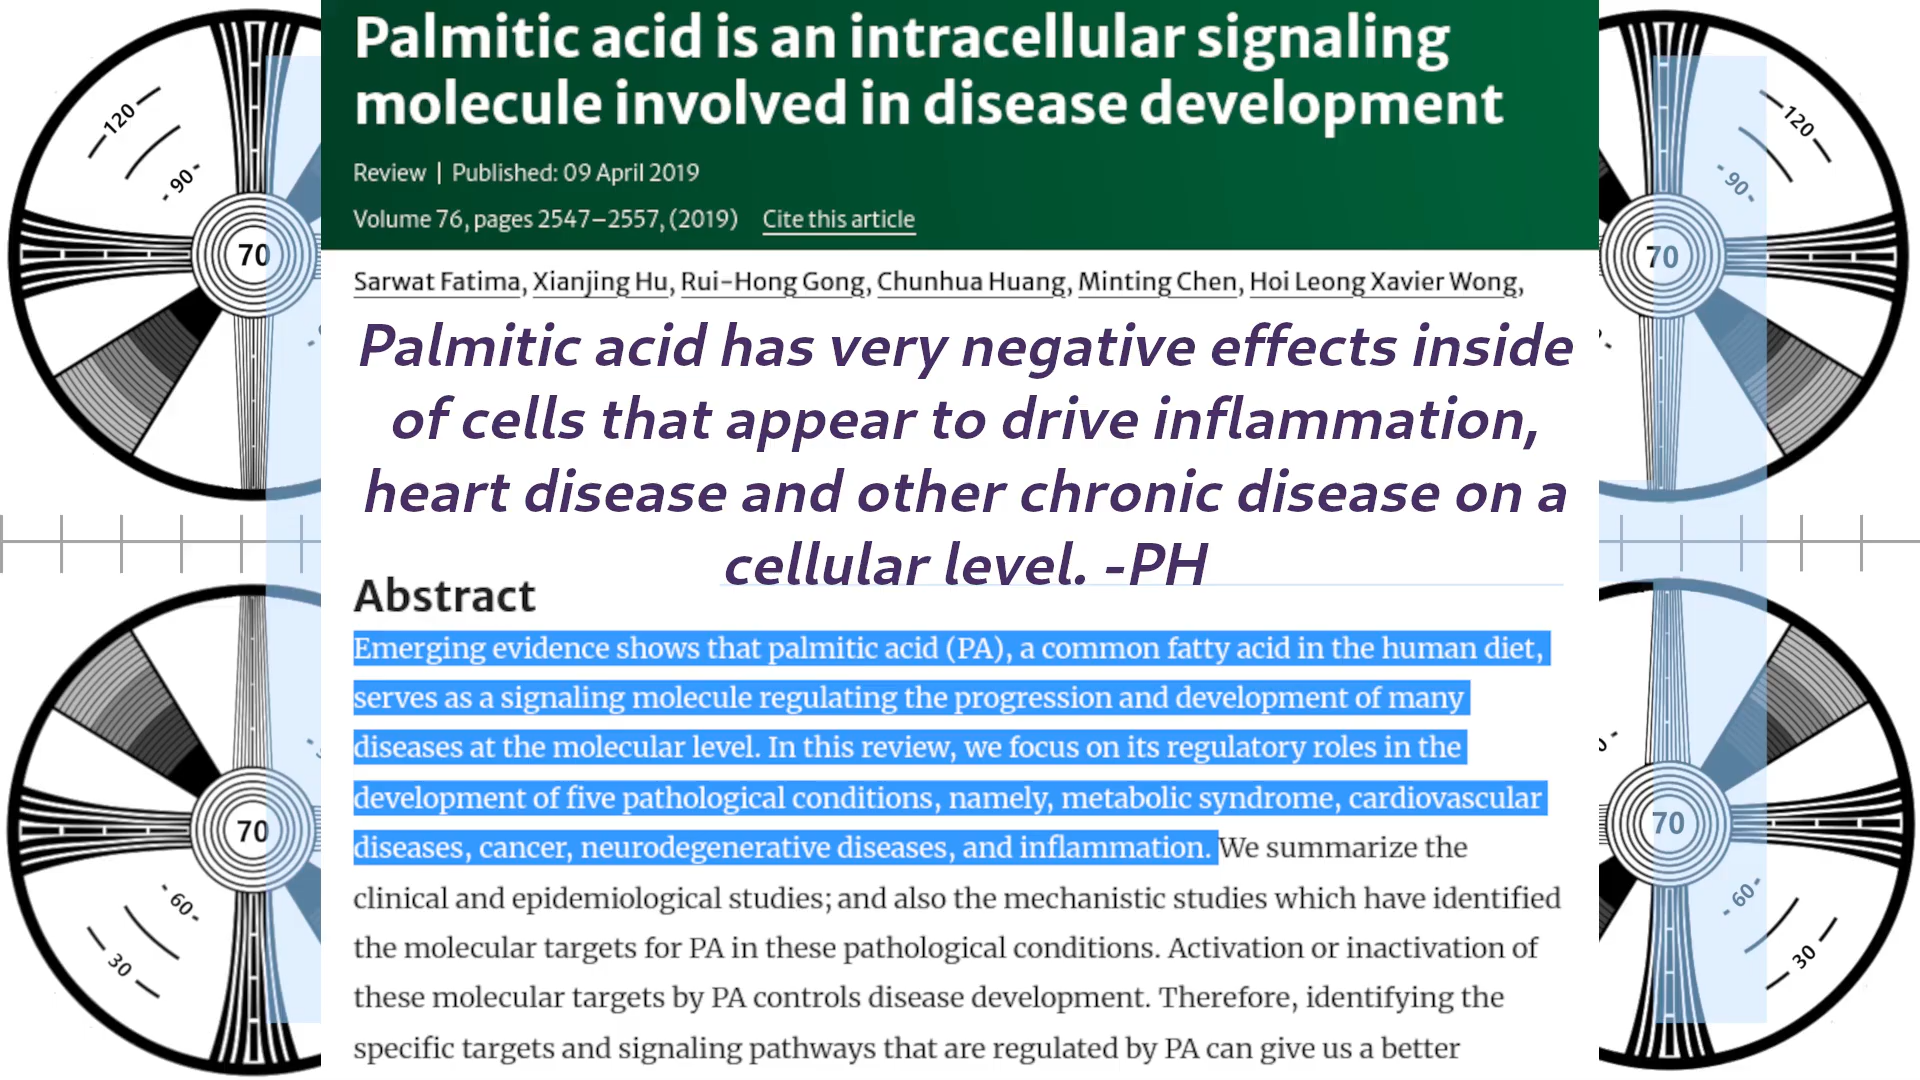 Palmitic acid is an intracellular signaling
molecule involved in disease development
Review | Published: 09 April 2019
Volume 76, pages 2547–2557, (2019) Cite this article
Sarwat Fatima, Xianjing Hu, Rui-Hong Gong, Chunhua Huang, Minting Chen, Hoi Leong Xavier Wong,
Palmitic acid has very negative effects inside
of cells that appear to drive inflammation,
heart disease and other chronic disease on a
cellular level. -PH
Abstract
Emerging evidence shows that palmitic acid (PA), a common fatty acid in the human diet,
serves as a signaling molecule regulating the progression and development of many
diseases at the molecular level. In this review, we focus on its regulatory roles in the
development of five pathological conditions, namely, metabolic syndrome, cardiovascular
diseases, cancer, neurodegenerative diseases, and inflammation. We summarize the
clinical and epidemiological studies; and also the mechanistic studies which have identified
the molecular targets for PA in these pathological conditions. Activation or inactivation of
these molecular targets by PA controls disease development. Therefore, identifying the
specific targets and signaling pathways that are regulated by PA can give us a better
120
- 90 -
70
120
- 90 -
70
70
- 60 -
30
70
- 60 -
30